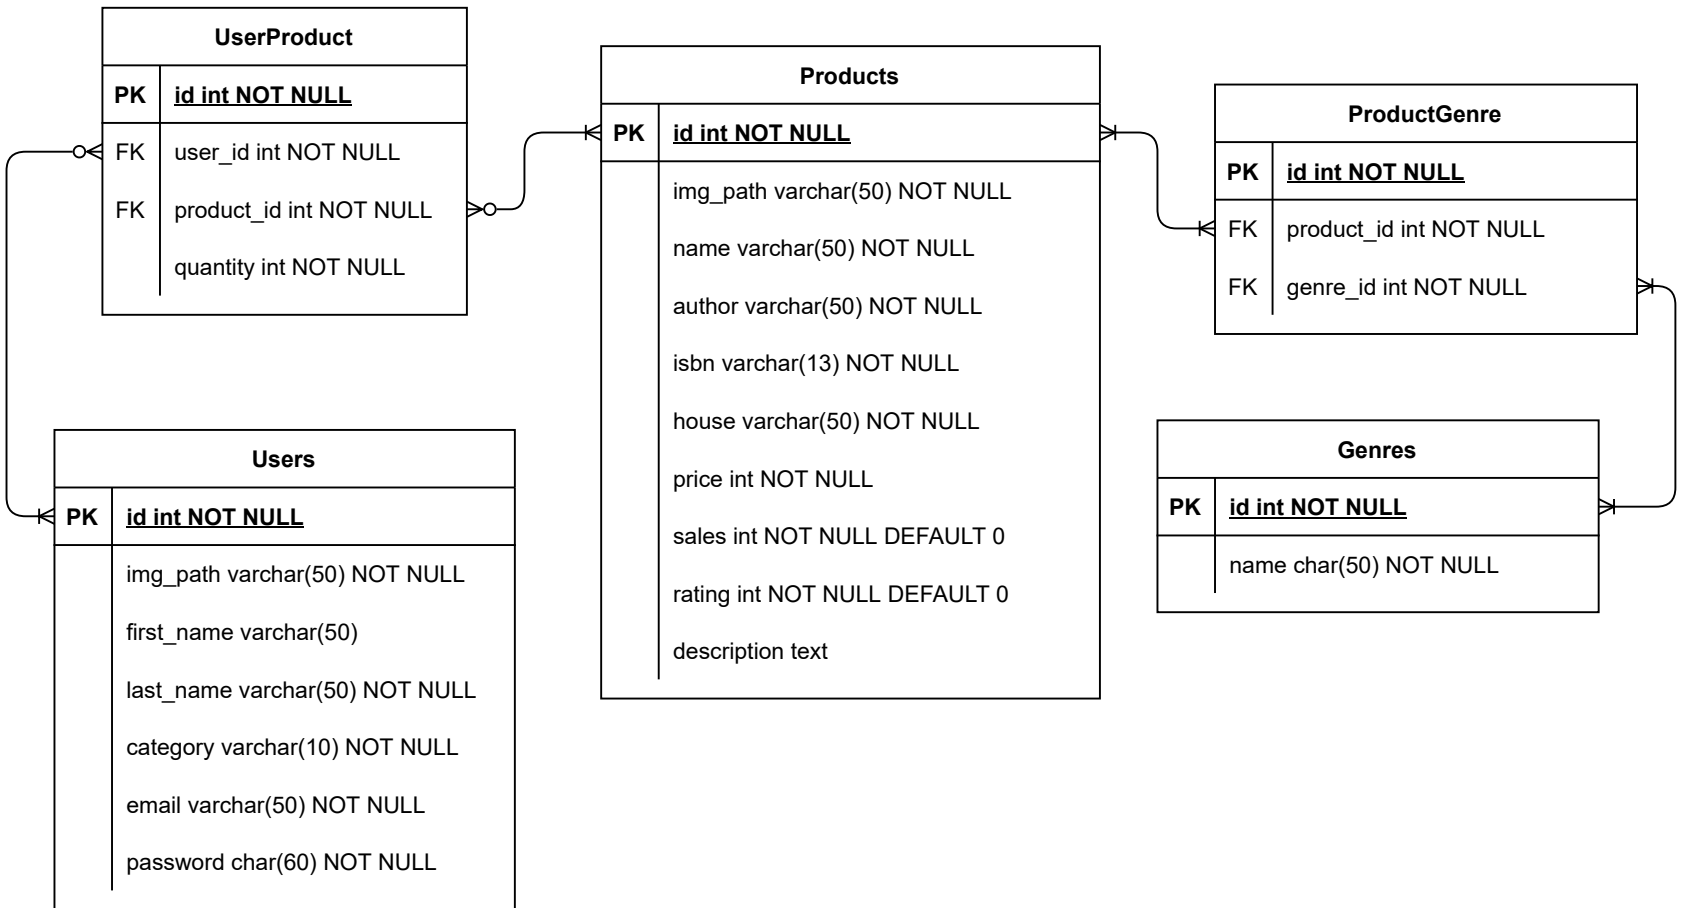 UserProduct
PK id int NOT NULL
FK user_id int NOT NULL
FK product_id int NOT NULL
quantity int NOT NULL
Products
PK id int NOT NULL
img_path varchar(50) NOT NULL
name varchar(50) NOT NULL
author varchar(50) NOT NULL
isbn varchar(13) NOT NULL
house varchar(50) NOT NULL
price int NOT NULL
sales int NOT NULL DEFAULT 0
rating int NOT NULL DEFAULT 0
description text
ProductGenre
PK id int NOT NULL
FK product_id int NOT NULL
FK genre_id int NOT NULL
Users
PK id int NOT NULL
img_path varchar(50) NOT NULL
first_name varchar(50)
last_name varchar(50) NOT NULL
category varchar(10) NOT NULL
email varchar(50) NOT NULL
password char(60) NOT NULL
Genres
PK id int NOT NULL
name char(50) NOT NULL